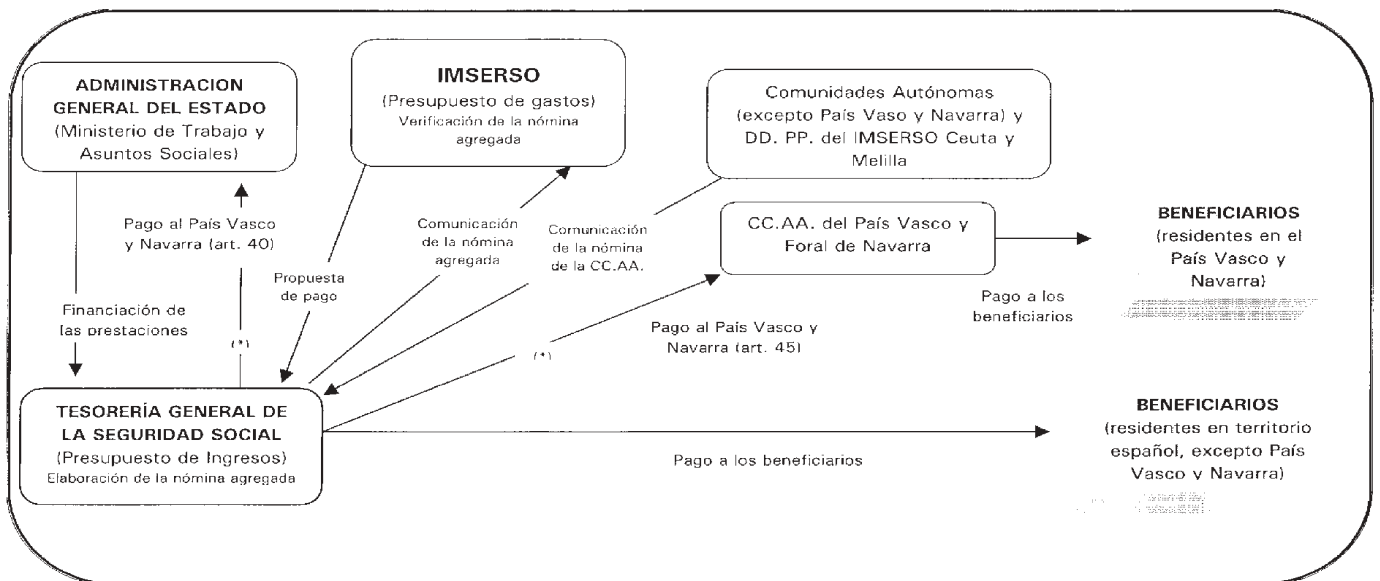 ADMINISTRACION
GENERAL DEL ESTADO
(Ministerio de Trabajo y
Asuntos Sociales)
IMSERSO
(Presupuesto de gastos)
Verificación de la nómina
agregada
Comunidades Autónomas
(excepto País Vaso y Navarra) y
DD. PP. del IMSERSO Ceuta y
Melilla
Pago al País Vasco
y Navarra (art. 40)
Comunicación
de la nómina
agregada
Comunicación
de la nómina
de la CC.AA.
CC.AA. del País Vasco y
Foral de Navarra
BENEFICIARIOS
(residentes en el
País Vasco y
Navarra)
Propuesta
de pago
Financiación de
las prestaciones
(*)
Pago al País Vasco y
Navarra (art. 45)
(*)
Pago a los
beneficiarios
TESORERÍA GENERAL DE
LA SEGURIDAD SOCIAL
(Presupuesto de Ingresos)
Elaboración de la nómina agregada
Pago a los beneficiarios
BENEFICIARIOS
(residentes en territorio
español, excepto País
Vasco y Navarra)